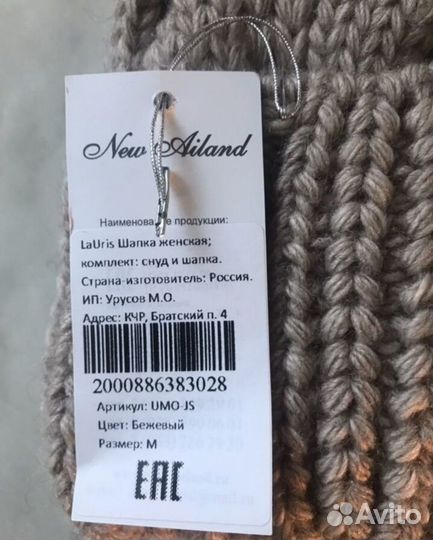 New Ailand
Наименование продукции:
LaUris Шапка женская;
комплект: снуд и шапка.
Страна-изготовитель: Россия.
ИП: Урусов М.О.
Адрес: КЧР, Братский п. 4
2000886383028
Артикул: UMO-JS
Цвет: Бежевый
Размер: M
EAC
Avito